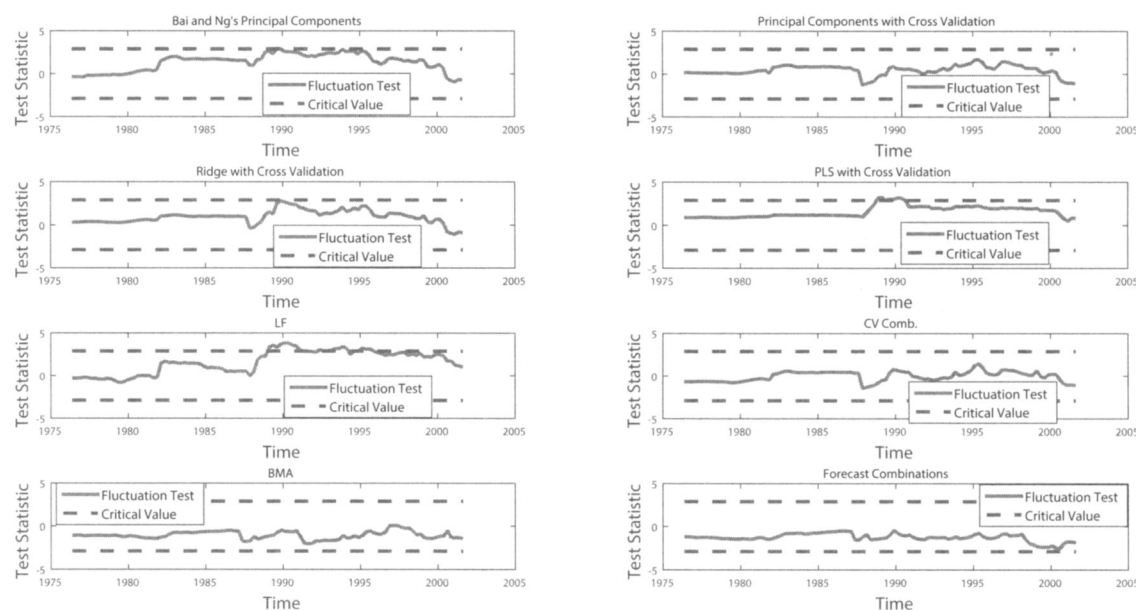 Bai and Ng's Principal Components
Test Statistic
5
0
-5
Fluctuation Test
Critical Value
1975 1980 1985 1990 1995 2000 2005
Time
Principal Components with Cross Validation
Test Statistic
5
0
-5
Fluctuation Test
Critical Value
1975 1980 1985 1990 1995 2000 2005
Time
Ridge with Cross Validation
Test Statistic
5
0
-5
Fluctuation Test
Critical Value
1975 1980 1985 1990 1995 2000 2005
Time
PLS with Cross Validation
Test Statistic
5
0
-5
Fluctuation Test
Critical Value
1975 1980 1985 1990 1995 2000 2005
Time
LF
Test Statistic
5
0
-5
Fluctuation Test
Critical Value
1975 1980 1985 1990 1995 2000 2005
Time
CV Comb.
Test Statistic
5
0
-5
Fluctuation Test
Critical Value
1975 1980 1985 1990 1995 2000 2005
Time
BMA
Test Statistic
5
0
-5
Fluctuation Test
Critical Value
1975 1980 1985 1990 1995 2000 2005
Time
Forecast Combinations
Test Statistic
5
0
-5
Fluctuation Test
Critical Value
1975 1980 1985 1990 1995 2000 2005
Time